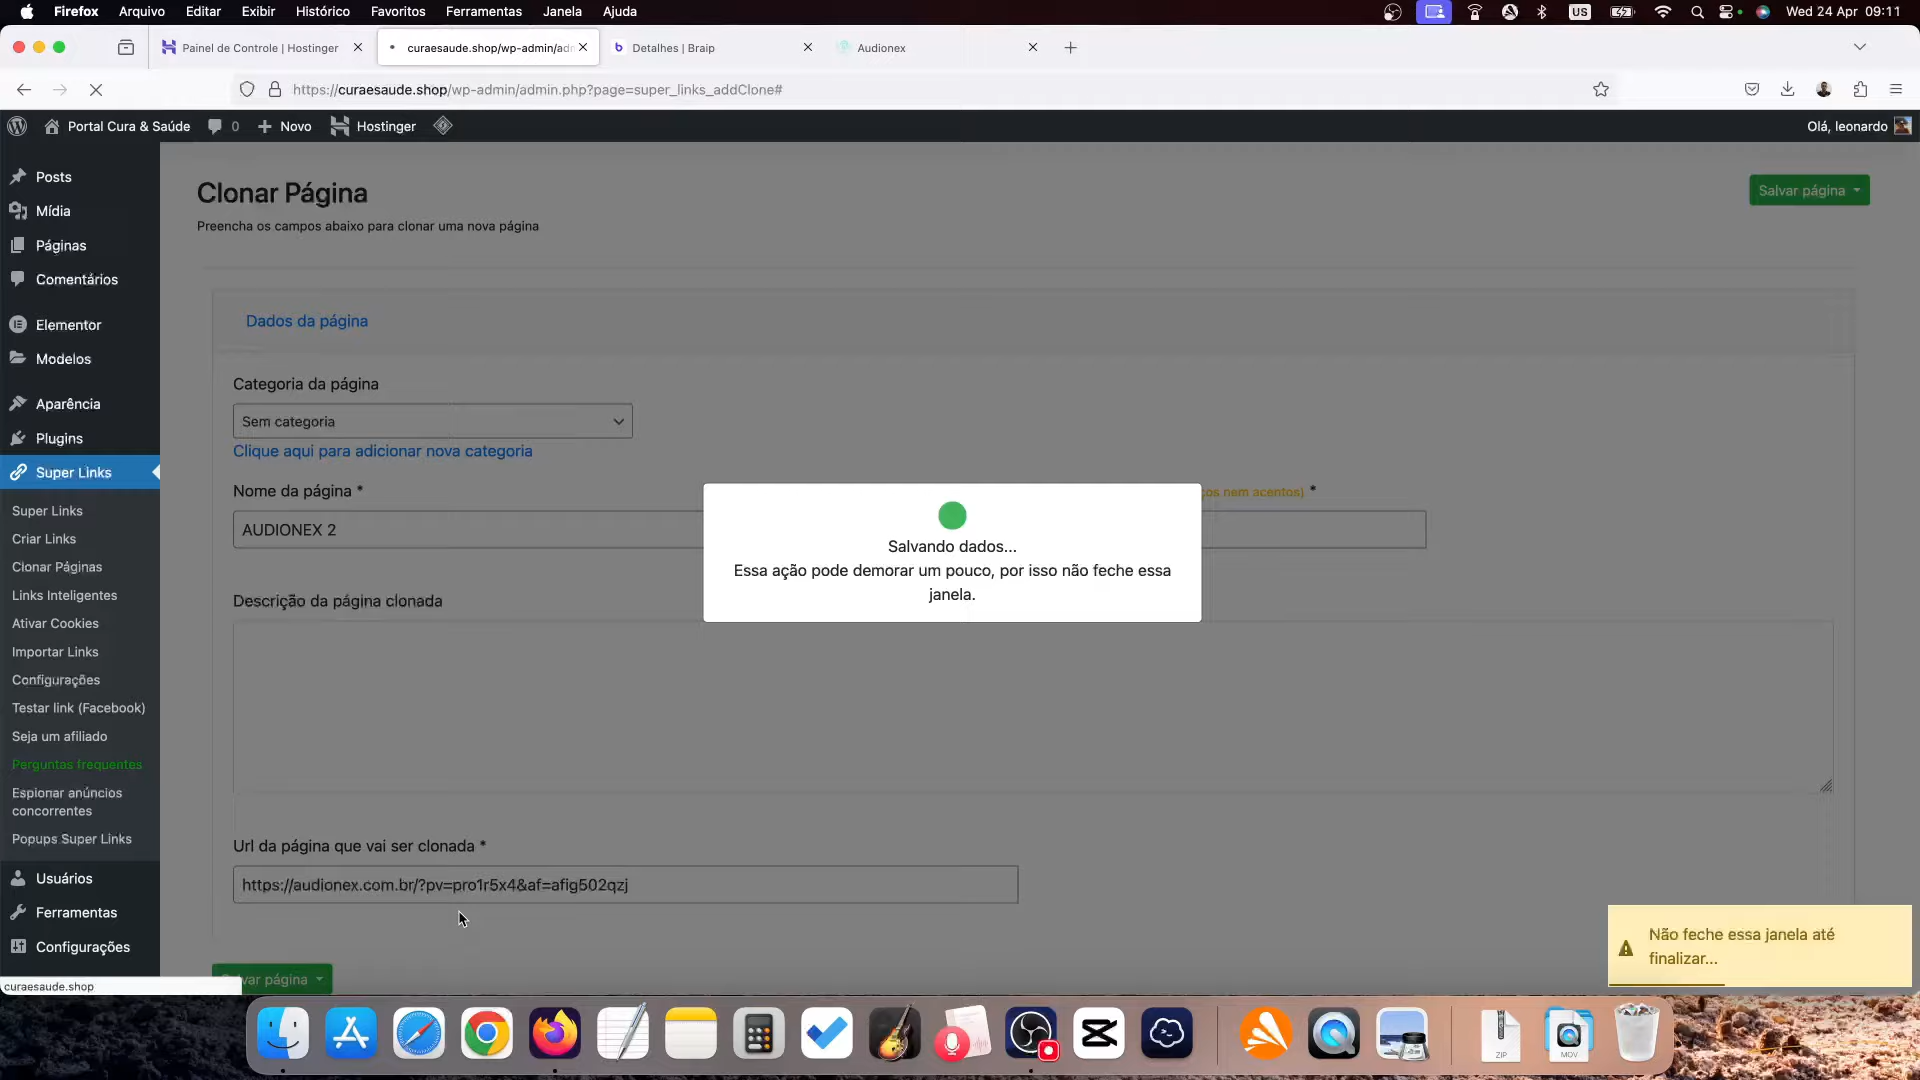 Firefox Arquivo Editar Exibir Histórico Favoritos Ferramentas Janela Ajuda US Wed 24 Apr 09:11
Painel de Controle | Hostinger
curaesaude.shop/wp-admin/adn
Detalhes | Braip
Audionex
https://curaesaude.shop/wp-admin/admin.php?page=super_links_addClone#
Portal Cura & Saúde 0 Novo Hostinger Olá, leonardo
Posts
Mídia
Páginas
Comentários
Elementor
Modelos
Aparência
Plugins
Super Links
Super Links
Criar Links
Clonar Páginas
Links Inteligentes
Ativar Cookies
Importar Links
Configurações
Testar link (Facebook)
Seja um afiliado
Perguntas frequentes
Espionar anúncios
concorrentes
Popups Super Links
Usuários
Ferramentas
Configurações
curaesaude.shop
Clonar Página
Salvar página
Preencha os campos abaixo para clonar uma nova página
Dados da página
Categoria da página
Sem categoria
Clique aqui para adicionar nova categoria
Nome da página *
nem acentos) *
AUDIONEX 2
Salvando dados...
Essa ação pode demorar um pouco, por isso não feche essa
janela.
Descrição da página clonada
Url da página que vai ser clonada *
https://audionex.com.br/?pv=pro1r5x4&af=afig502qzj
página
Não feche essa janela até
finalizar...
ZIP
MOV